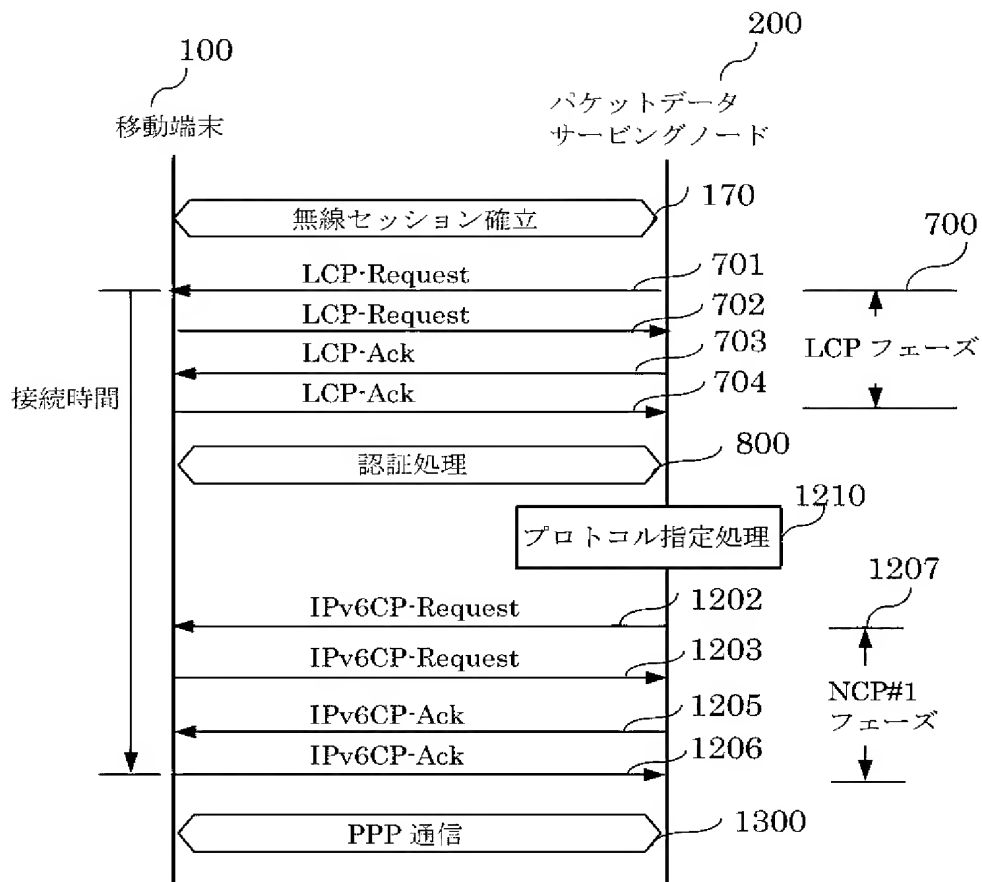 100
200
移動端末
パケットデータ
サービングノード
無線セッション確立
170
LCP-Request
701
700
LCP-Request
702
LCP-Ack
703
LCP フェーズ
LCP-Ack
704
接続時間
認証処理
800
1210
プロトコル指定処理
IPv6CP-Request
1202
1207
IPv6CP-Request
1203
NCP#1
フェーズ
IPv6CP-Ack
1205
IPv6CP-Ack
1206
PPP 通信
1300